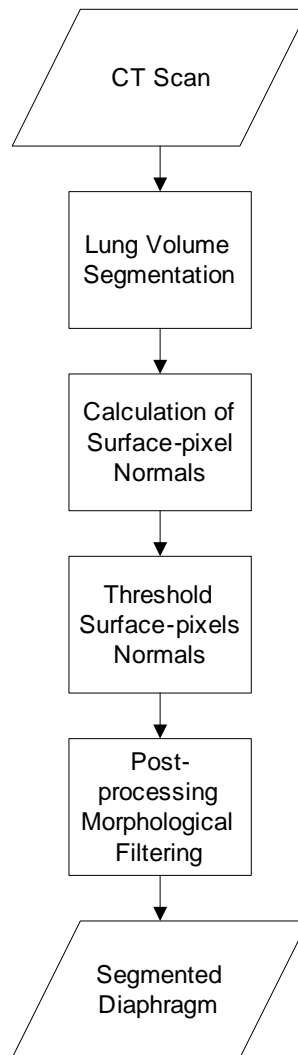 CT Scan
Lung Volume
Segmentation
Calculation of
Surface-pixel
Normals
Threshold
Surface-pixels
Normals
Post-
processing
Morphological
Filtering
Segmented
Diaphragm